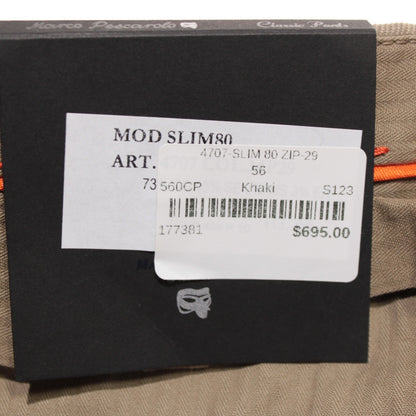 Marco Pescarolo Classic Pants
MOD SLIM80
ART.
73
4707-SLIM 80 ZIP-29
56
560CP Khaki S123
177381 $695.00